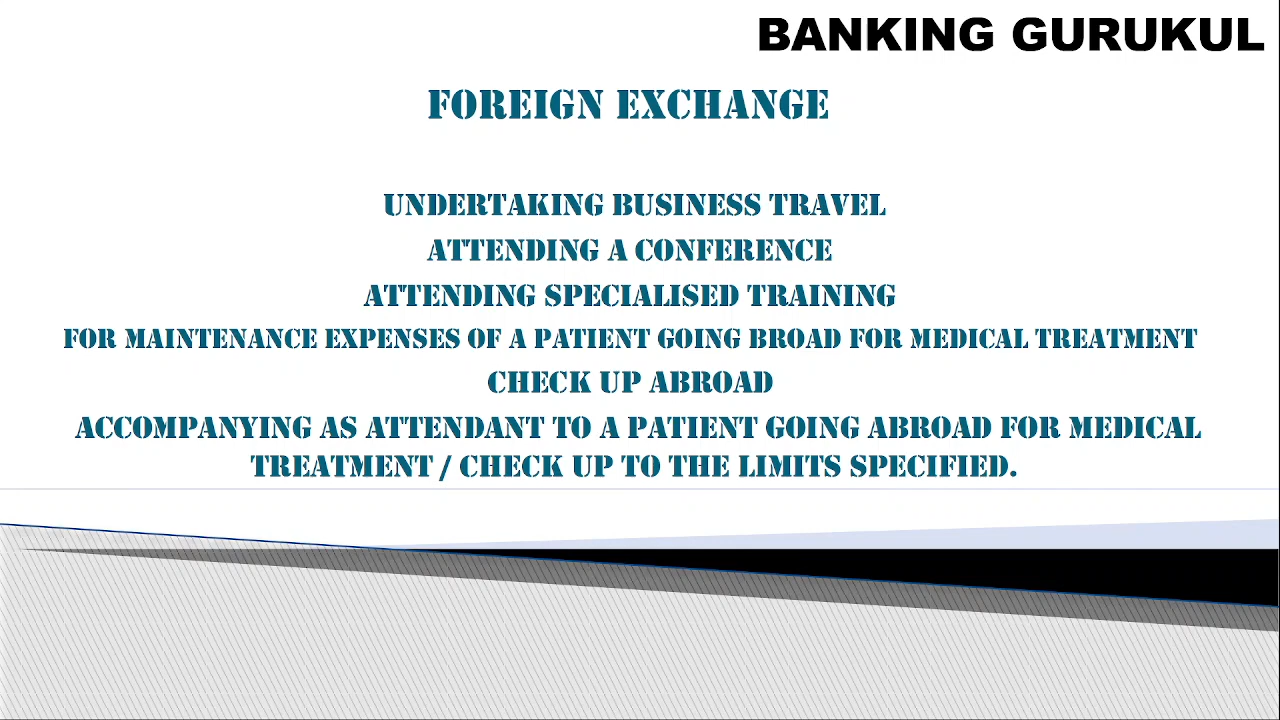 BANKING GURUKUL
FOREIGN EXCHANGE
UNDERTAKING BUSINESS TRAVEL
ATTENDING A CONFERENCE
ATTENDING SPECIALISED TRAINING
FOR MAINTENANCE EXPENSES OF A PATIENT GOING BROAD FOR MEDICAL TREATMENT
CHECK UP ABROAD
ACCOMPANYING AS ATTENDANT TO A PATIENT GOING ABROAD FOR MEDICAL
TREATMENT / CHECK UP TO THE LIMITS SPECIFIED.